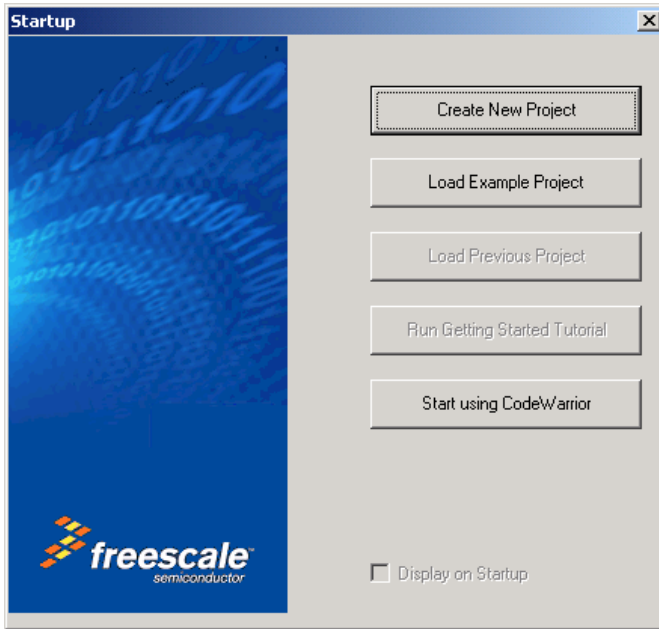 Startup
Create New Project
Load Example Project
Load Previous Project
Run Getting Started Tutorial
Start using CodeWarrior
freescale™
semiconductor
Display on Startup